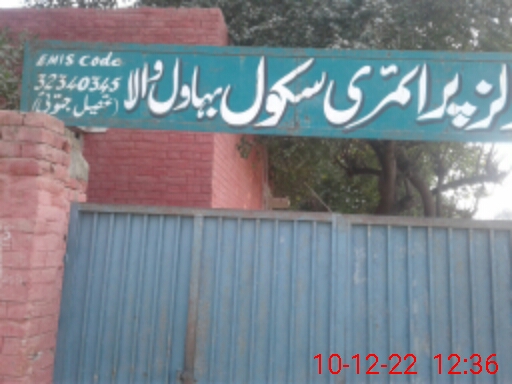 EMIS Code
32340345
(تحصیل جتوئی)
لز پرائمری سکول بہاول والا
10-12-22 12:36